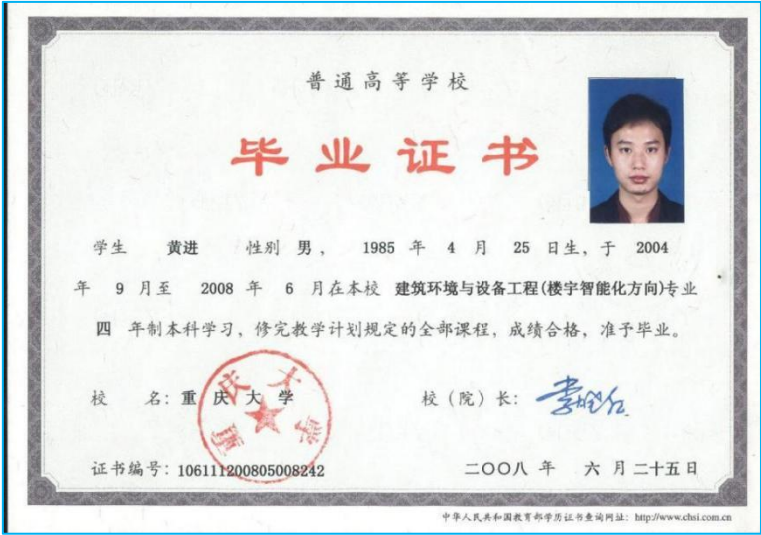 普通高等学校
毕业证书
学生 黄进 性别 男， 1985 年 4 月 25 日生，于 2004
年 9 月至 2008 年 6 月在本校 建筑环境与设备工程(楼宇智能化方向)专业
四 年制本科学习，修完教学计划规定的全部课程，成绩合格，准予毕业。
校 名：重庆大学 校（院）长：
重庆大学
证书编号：106111200805008242 二〇〇八 年 六 月 二十五 日
中华人民共和国教育部学历证书查询网址：http://www.chsi.com.cn